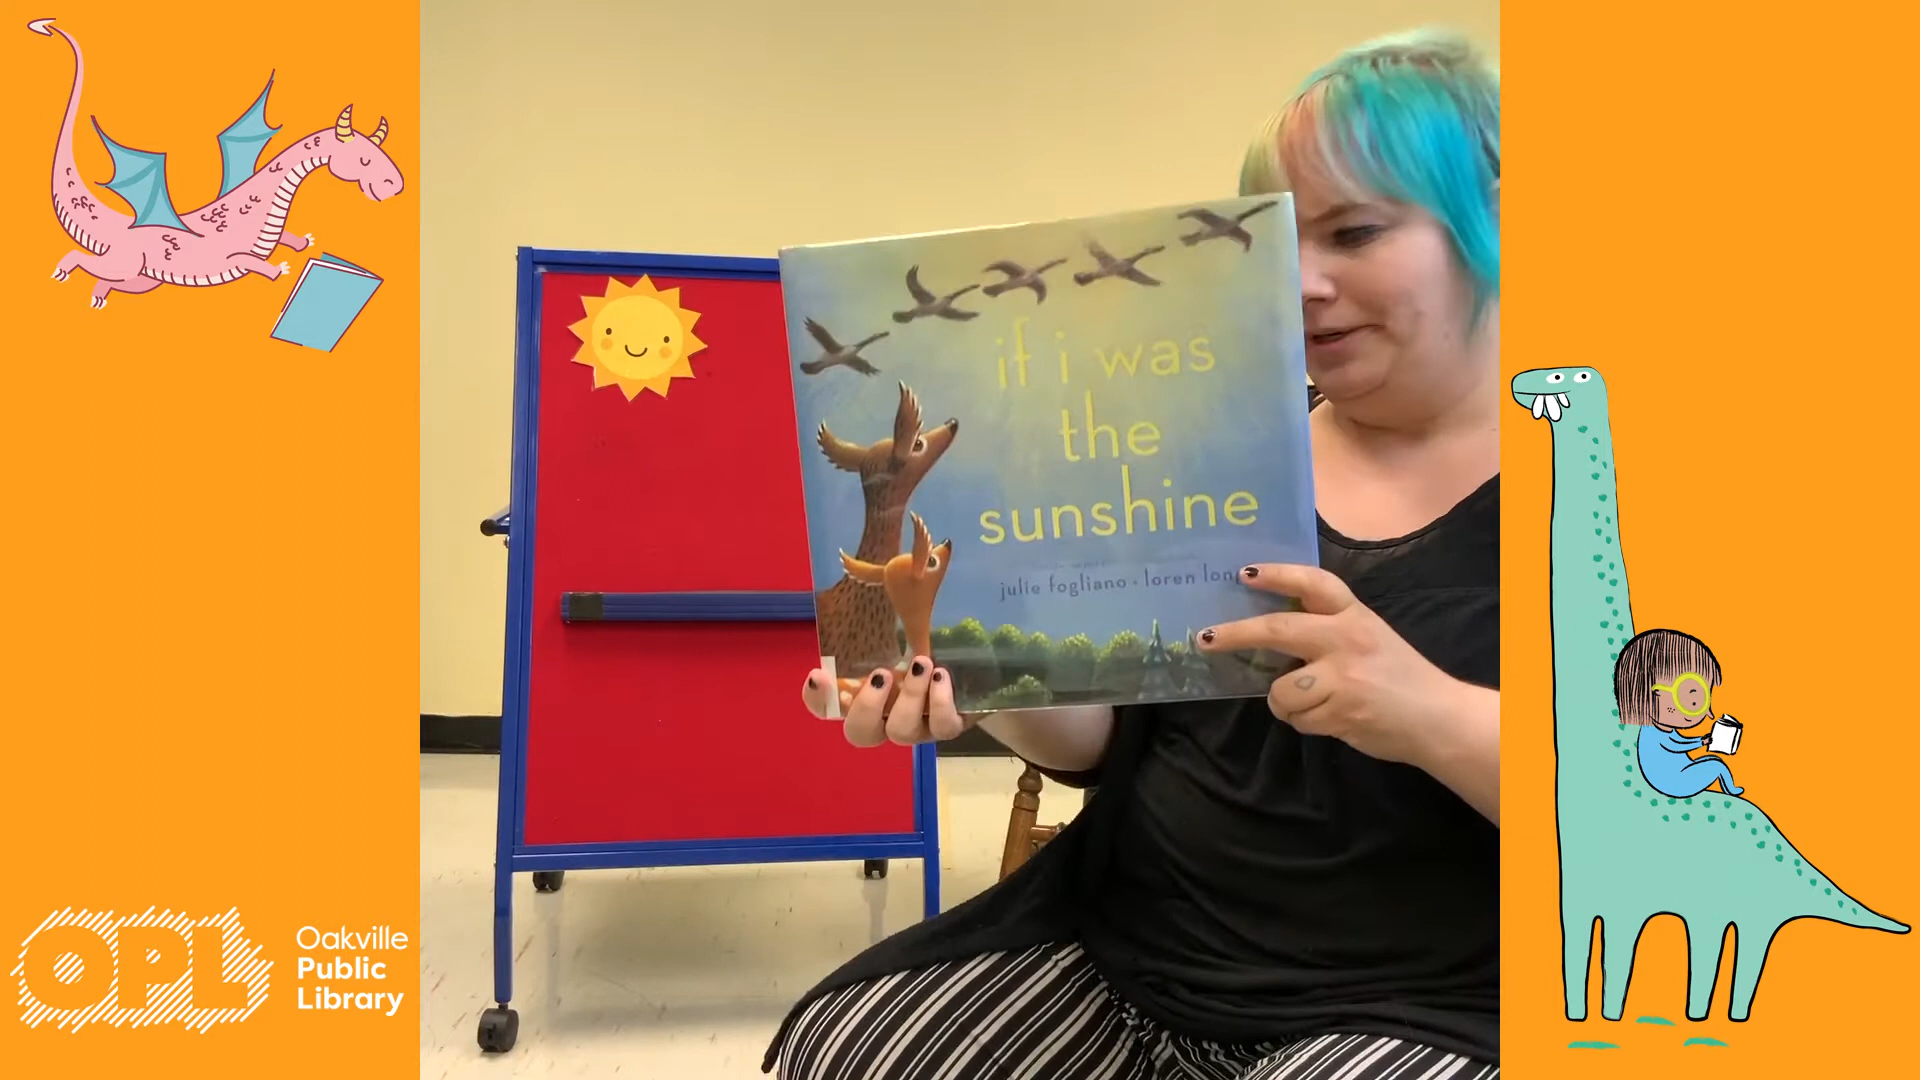 if i was
the
sunshine
julie fogliano • loren long
OPL
Oakville
Public
Library